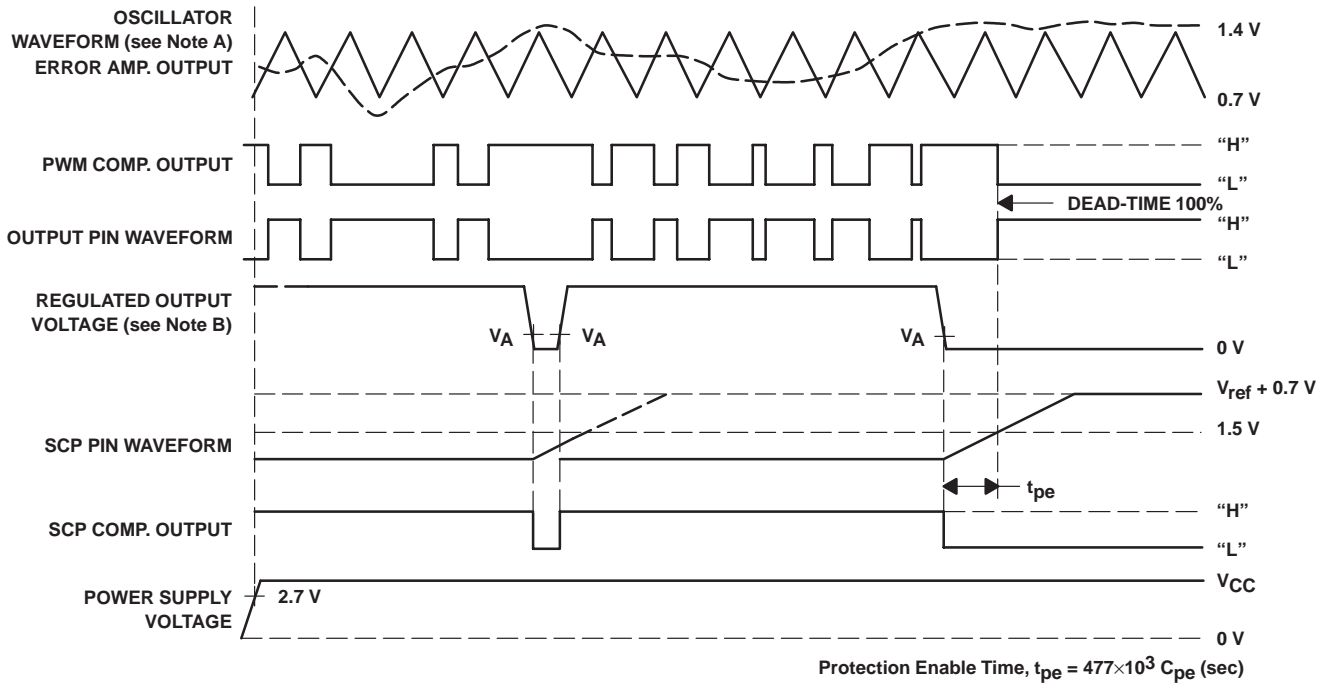 OSCILLATOR
WAVEFORM (see Note A)
ERROR AMP. OUTPUT
1.4 V
0.7 V
PWM COMP. OUTPUT
“H”
“L”
DEAD-TIME 100%
OUTPUT PIN WAVEFORM
“H”
“L”
REGULATED OUTPUT
VOLTAGE (see Note B)
VA
VA
VA
0 V
Vref + 0.7 V
SCP PIN WAVEFORM
1.5 V
tpe
SCP COMP. OUTPUT
“H”
“L”
POWER SUPPLY
VOLTAGE
2.7 V
VCC
0 V
Protection Enable Time, tpe = 477×10³ Cpe (sec)